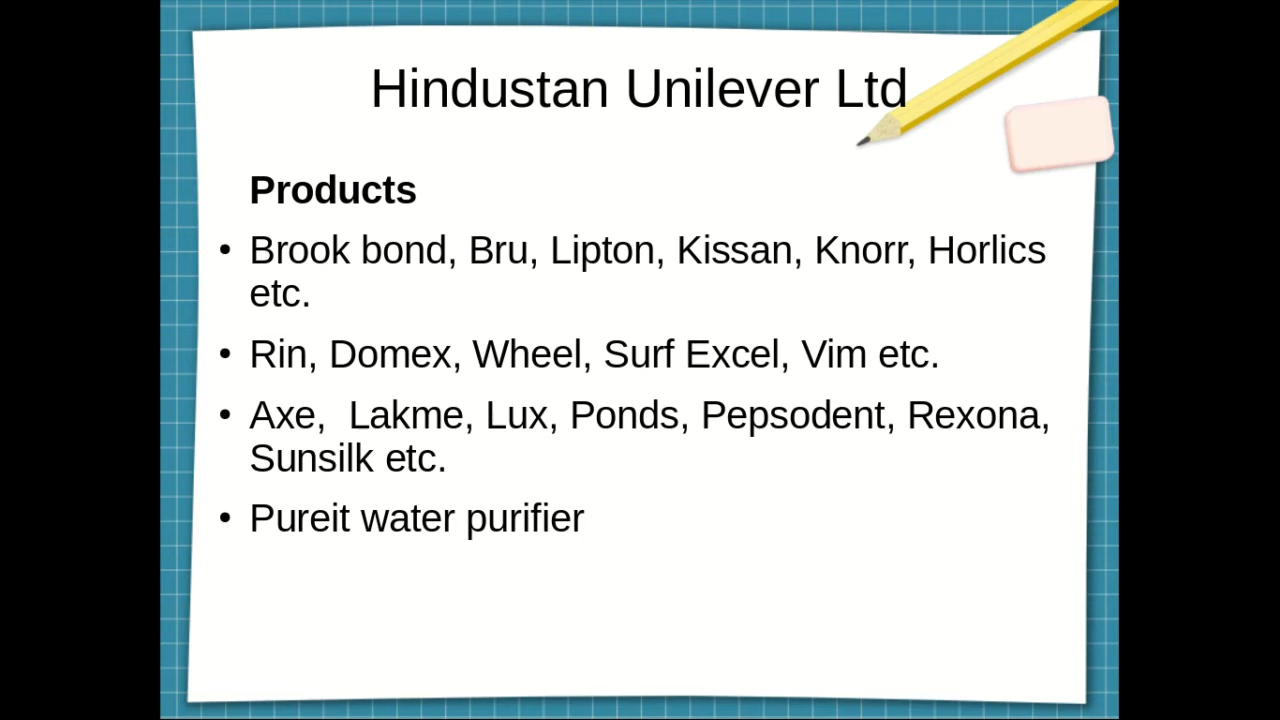 Hindustan Unilever Ltd
Products
• Brook bond, Bru, Lipton, Kissan, Knorr, Horlics
etc.
• Rin, Domex, Wheel, Surf Excel, Vim etc.
• Axe,  Lakme, Lux, Ponds, Pepsodent, Rexona,
Sunsilk etc.
• Pureit water purifier